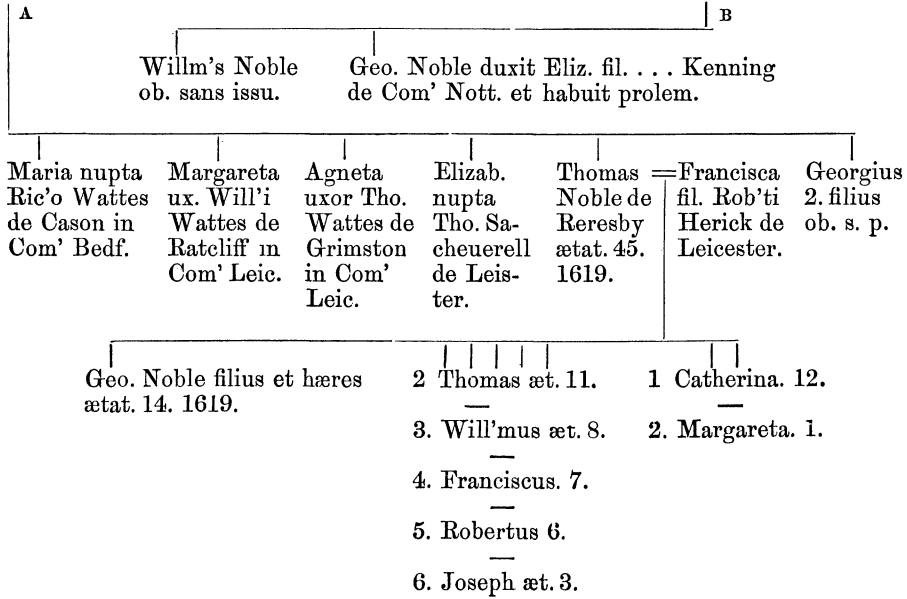 A
B
Willm's Noble
ob. sans issu.
Geo. Noble duxit Eliz. fil. . . . Kenning
de Com' Nott. et habuit prolem.
Maria nupta
Ric'o Wattes
de Cason in
Com' Bedf.
Margareta
ux. Will'i
Wattes de
Ratcliff in
Com' Leic.
Agneta
uxor Tho.
Wattes de
Grimston
in Com'
Leic.
Elizab.
nupta
Tho. Sa-
cheuerell
de Leis-
ter.
Thomas
Noble de
Reresby
ætat. 45.
1619.
=Francisca
fil. Rob'ti
Herick de
Leicester.
Georgius
2. filius
ob. s. p.
Geo. Noble filius et hæres
ætat. 14. 1619.
2 Thomas æt. 11.
3. Will'mus æt. 8.
4. Franciscus. 7.
5. Robertus 6.
6. Joseph æt. 3.
1 Catherina. 12.
2. Margareta. 1.